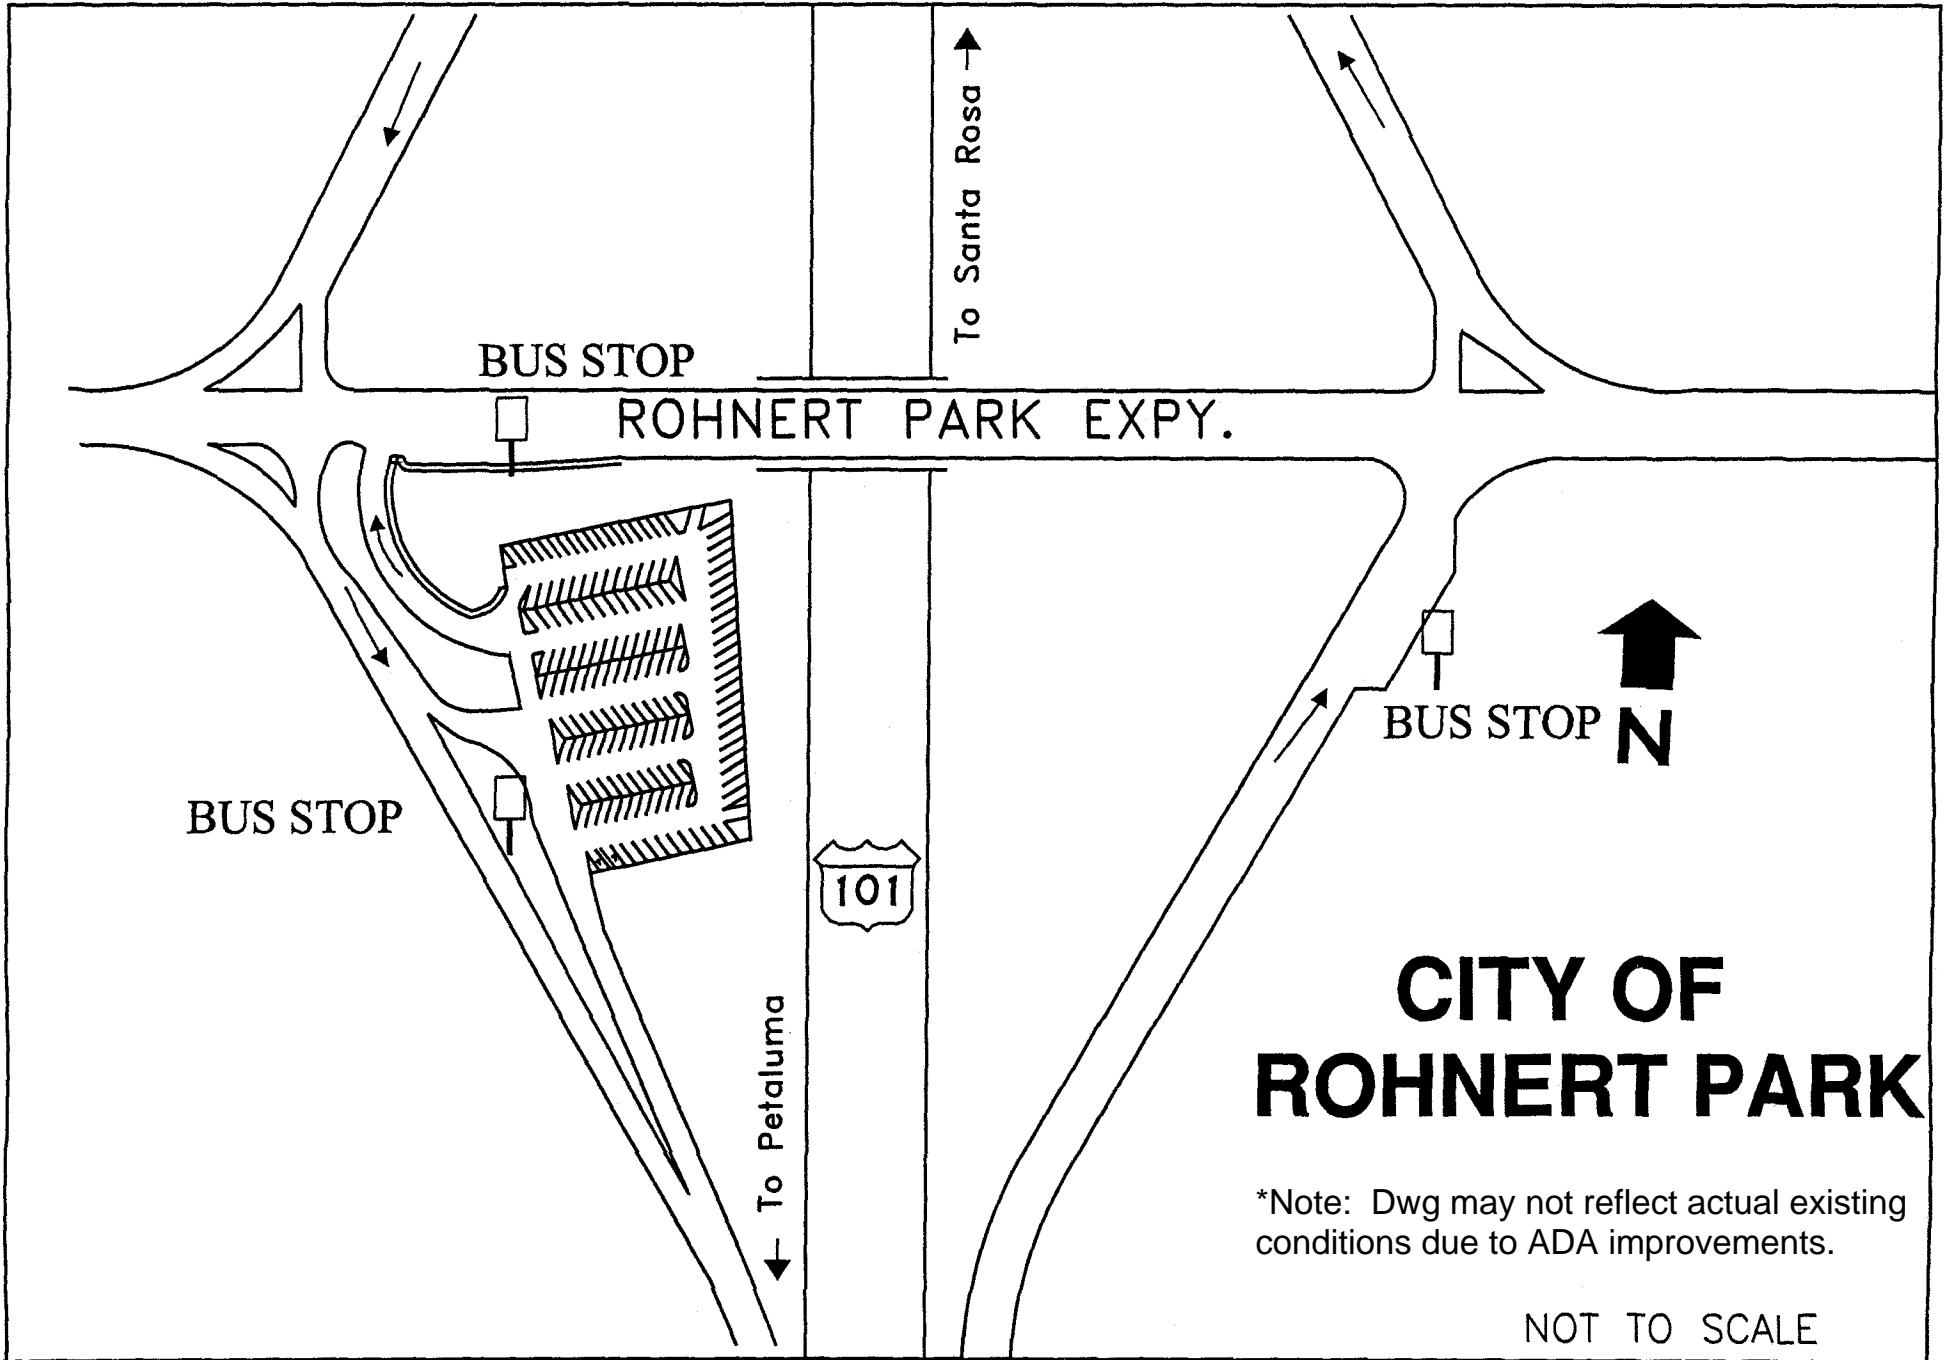 To Santa Rosa
BUS STOP
ROHNERT PARK EXPY.
BUS STOP
N
BUS STOP
101
To Petaluma
CITY OF
ROHNERT PARK
*Note: Dwg may not reflect actual existing
conditions due to ADA improvements.
NOT TO SCALE